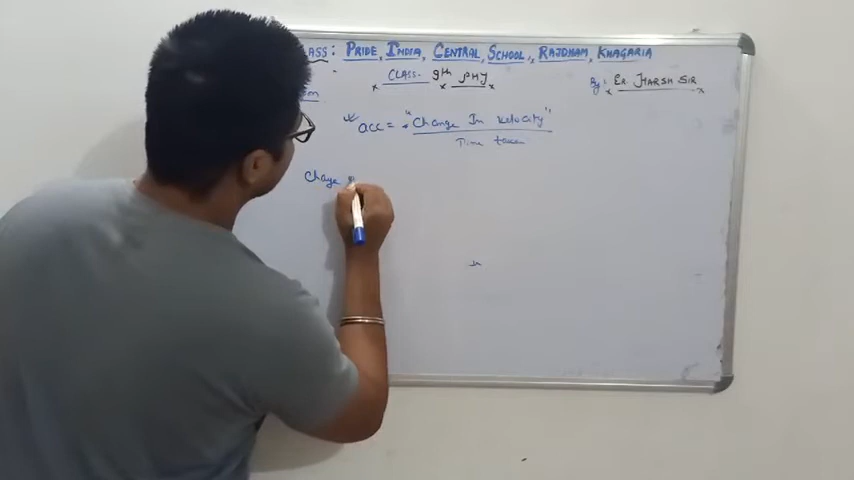 LASS: PRIDE INDIA, CENTRAL SCHOOL, RAJDHAM, KHAGARIA
CLASS- 9th PHY
By: ER. HARSH SIR
acc = "Change In Velocity"
Time taken
Change